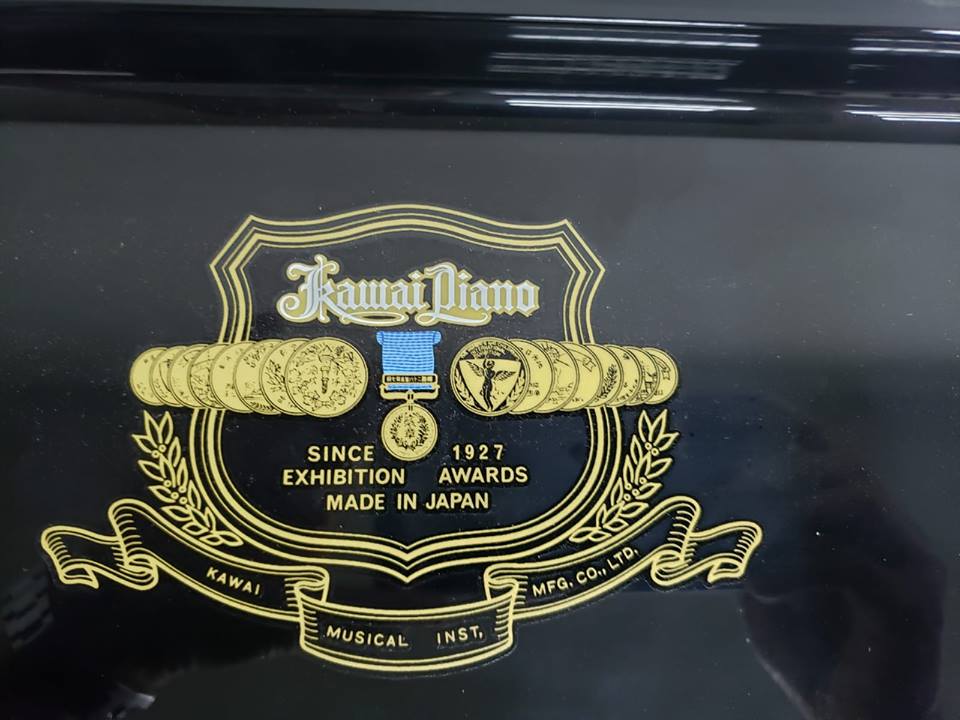 Kawai Piano
SINCE 1927
EXHIBITION AWARDS
MADE IN JAPAN
KAWAI MUSICAL INST. MFG. CO., LTD.